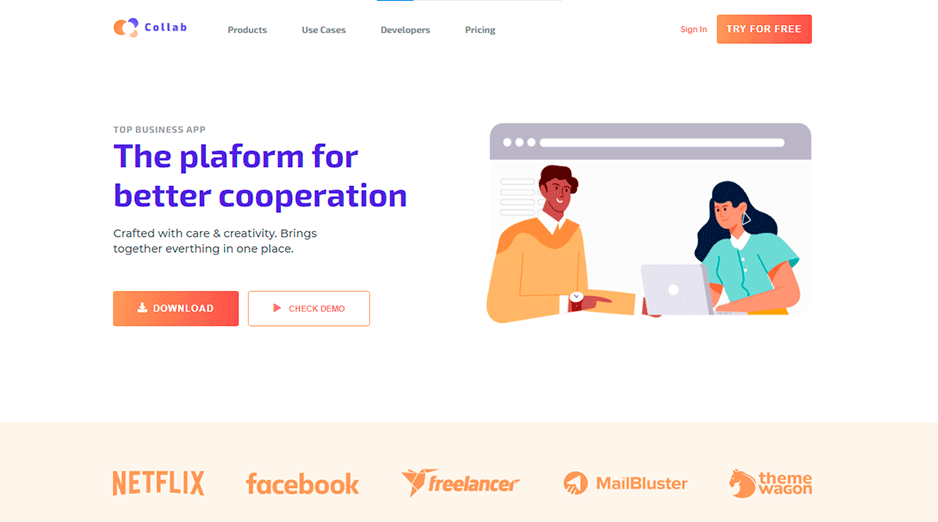 Collab
Products Use Cases Developers Pricing
Sign In TRY FOR FREE
TOP BUSINESS APP
The plaform for
better cooperation
Crafted with care & creativity. Brings
together everthing in one place.
DOWNLOAD CHECK DEMO
NETFLIX facebook freelancer MailBluster theme
wagon